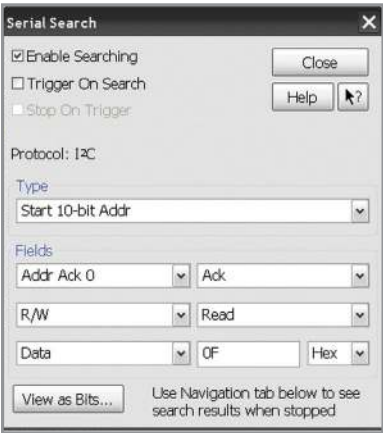 Serial Search
Enable Searching
Close
Trigger On Search
Help
?
Stop On Trigger
Protocol: I2C
Type
Start 10-bit Addr
Fields
Addr Ack 0
Ack
R/W
Read
Data
0F
Hex
View as Bits...
Use Navigation tab below to see
search results when stopped